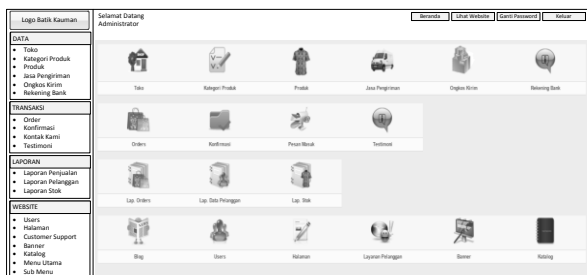 Logo Batik Kauman
Selamat Datang
Administrator
Beranda
Lihat Website
Ganti Password
Keluar
DATA
• Toko
• Kategori Produk
• Produk
• Jasa Pengiriman
• Ongkos Kirim
• Rekening Bank
TRANSAKSI
• Order
• Konfirmasi
• Kontak Kami
• Testimoni
LAPORAN
• Laporan Penjualan
• Laporan Pelanggan
• Laporan Stok
WEBSITE
• Users
• Halaman
• Customer Support
• Banner
• Katalog
• Menu Utama
• Sub Menu
Toko
Kategori Produk
Produk
Jasa Pengiriman
Ongkos Kirim
Rekening Bank
Orders
Konfirmasi
Pesan Masuk
Testimoni
Lap. Orders
Lap. Data Pelanggan
Lap. Stok
Blog
Users
Halaman
Layanan Pelanggan
Banner
Katalog